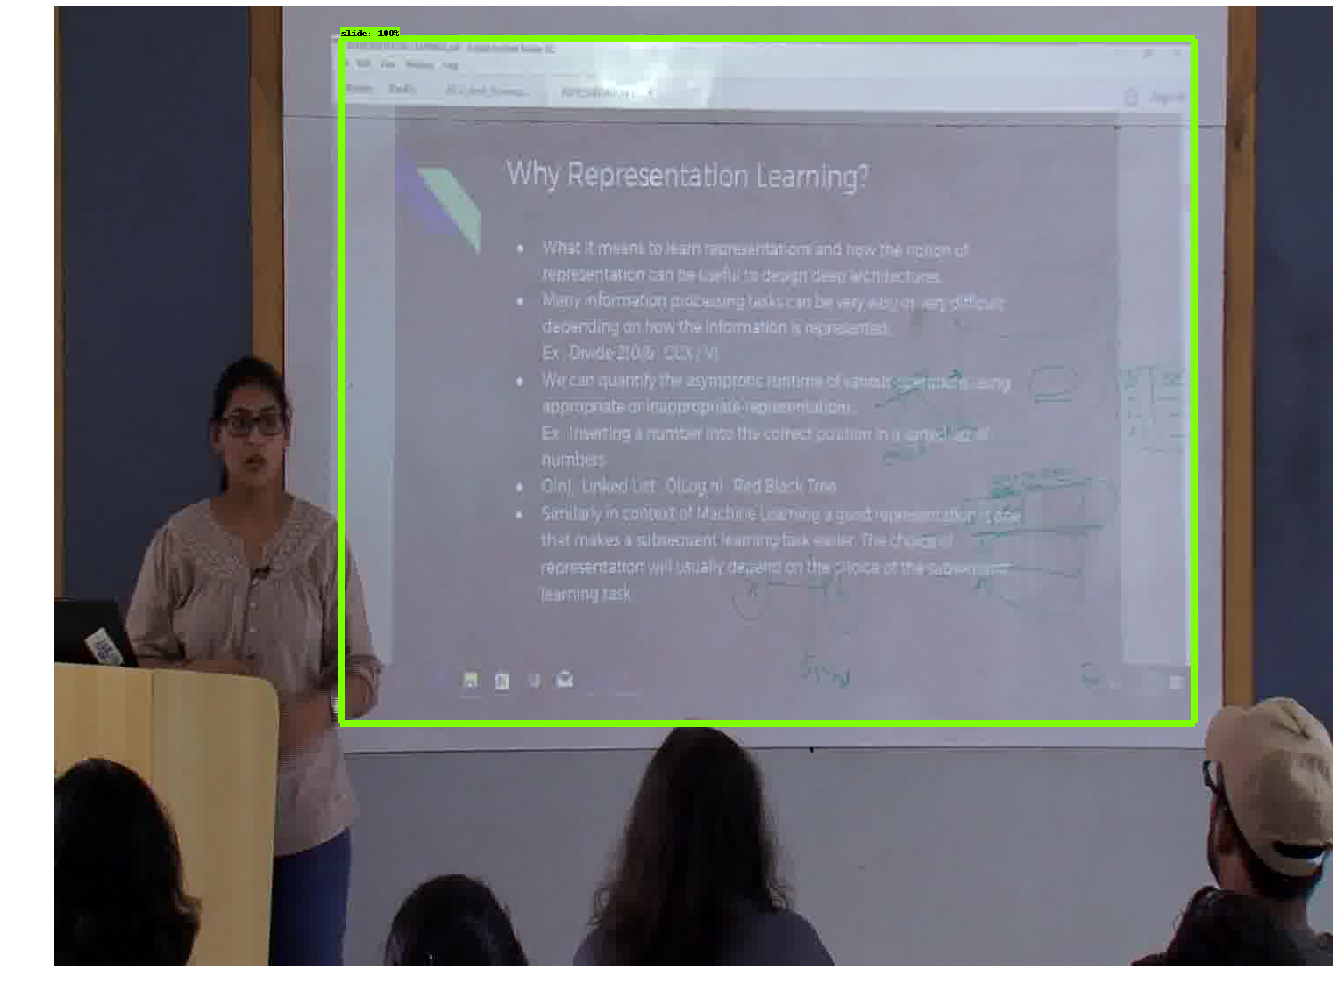 slide: 100%
Why Representation Learning?
What it means to learn representations and how the notion of
representation can be useful to design deep architectures.
Many information processing tasks can be very easy or very difficult
depending on how the information is represented.
Ex. Divide 210/6 CCX / VI
We can quantify the asymptotic runtime of various operations using
appropriate or inappropriate representations.
Ex. Inserting a number into the correct position in a sorted list of
numbers
O(n) Linked List O(Log n) Red Black Tree
Similarly in context of Machine Learning a good representation is one
that makes a subsequent learning task easier. The choice of
representation will usually depend on the choice of the subsequent
learning task